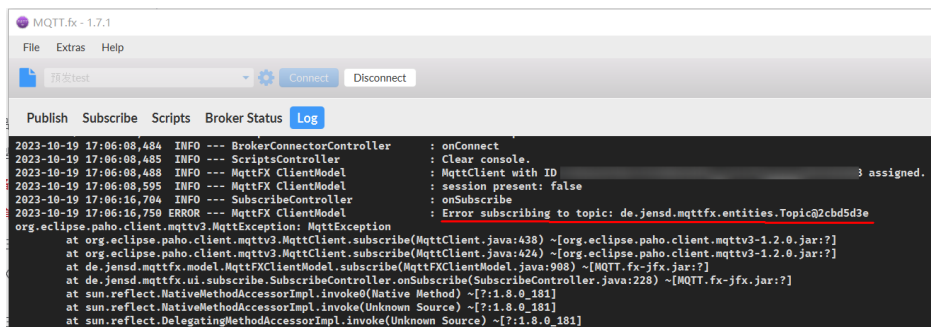 MQTT.fx - 1.7.1
File Extras Help
预发test Connect Disconnect
Publish Subscribe Scripts Broker Status Log
2023-10-19 17:06:08,484 INFO --- BrokerConnectorController : onConnect
2023-10-19 17:06:08,485 INFO --- ScriptsController : Clear console.
2023-10-19 17:06:08,488 INFO --- MqttFX ClientModel : MqttClient with ID 3 assigned.
2023-10-19 17:06:08,595 INFO --- MqttFX ClientModel : session present: false
2023-10-19 17:06:16,704 INFO --- SubscribeController : onSubscribe
2023-10-19 17:06:16,750 ERROR --- MqttFX ClientModel : Error subscribing to topic: de.jensd.mqttfx.entities.Topic@2cbd5d3e
org.eclipse.paho.client.mqttv3.MqttException: MqttException
at org.eclipse.paho.client.mqttv3.MqttClient.subscribe(MqttClient.java:438) ~[org.eclipse.paho.client.mqttv3-1.2.0.jar:?]
at org.eclipse.paho.client.mqttv3.MqttClient.subscribe(MqttClient.java:424) ~[org.eclipse.paho.client.mqttv3-1.2.0.jar:?]
at de.jensd.mqttfx.model.MqttFXClientModel.subscribe(MqttFXClientModel.java:908) ~[MQTT.fx-jfx.jar:?]
at de.jensd.mqttfx.ui.subscribe.SubscribeController.onSubscribe(SubscribeController.java:228) ~[MQTT.fx-jfx.jar:?]
at sun.reflect.NativeMethodAccessorImpl.invoke0(Native Method) ~[?:1.8.0_181]
at sun.reflect.NativeMethodAccessorImpl.invoke(Unknown Source) ~[?:1.8.0_181]
at sun.reflect.DelegatingMethodAccessorImpl.invoke(Unknown Source) ~[?:1.8.0_181]